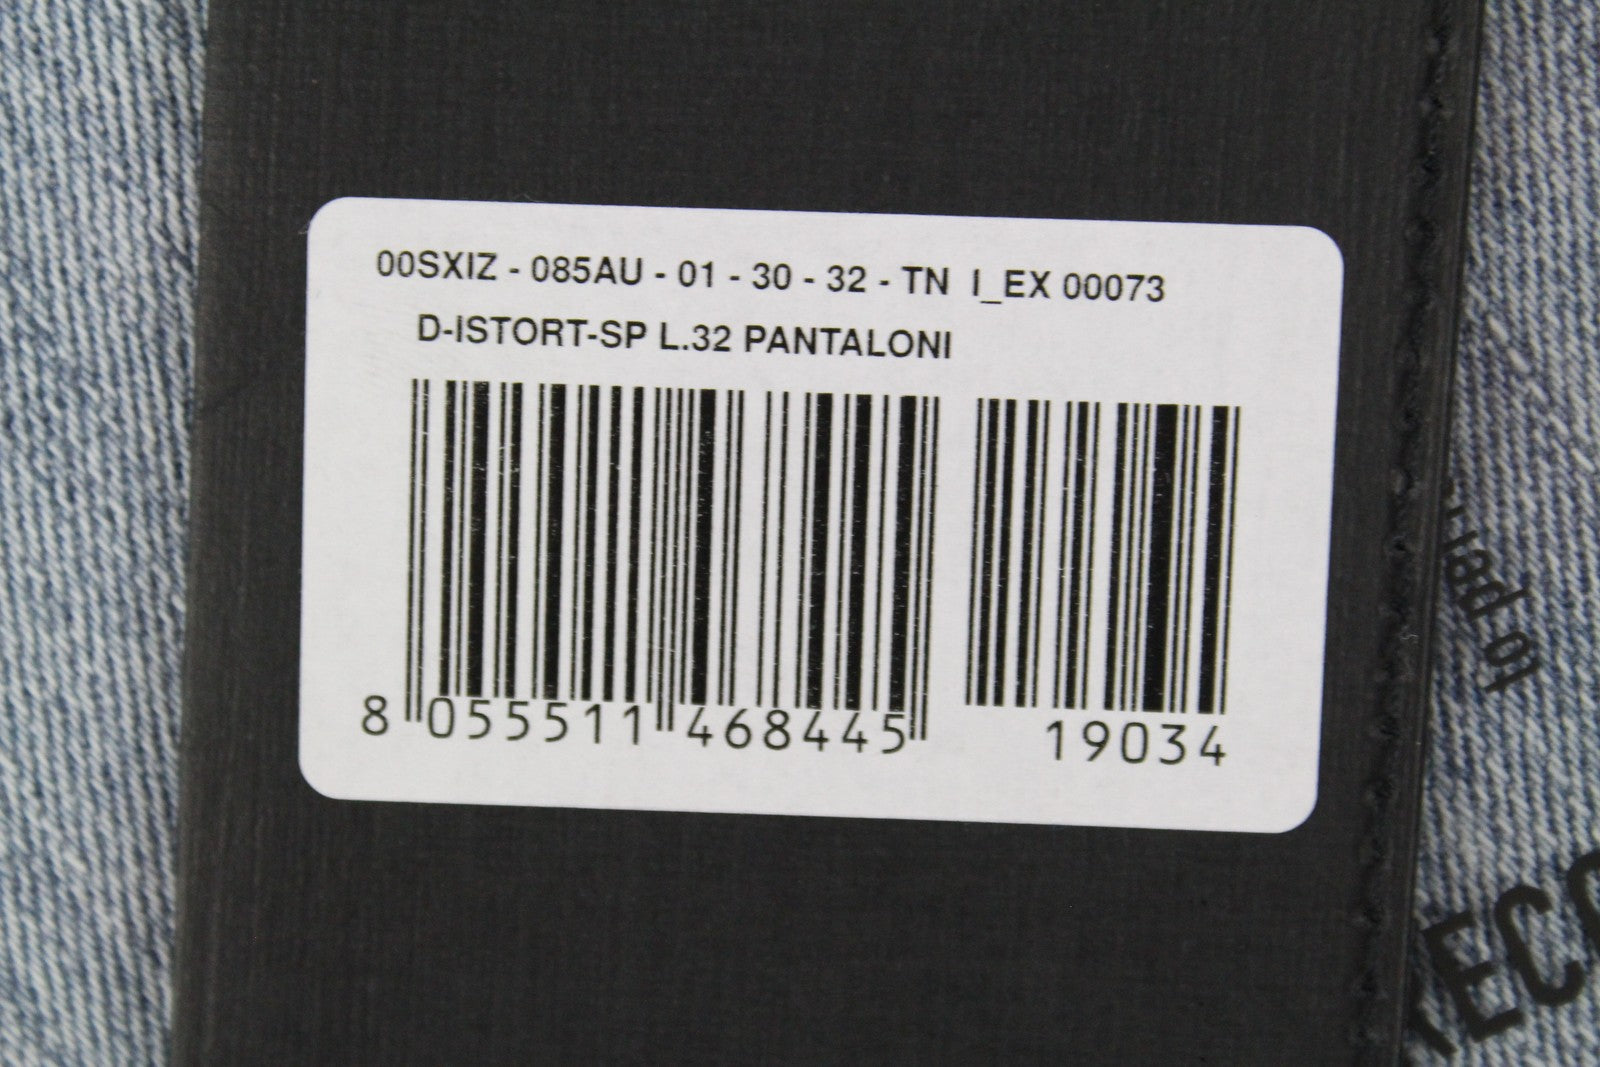 00SXIZ - 085AU - 01 - 30 - 32 - TN I_EX 00073
D-ISTORT-SP L.32 PANTALONI
8 055511 468445 19034